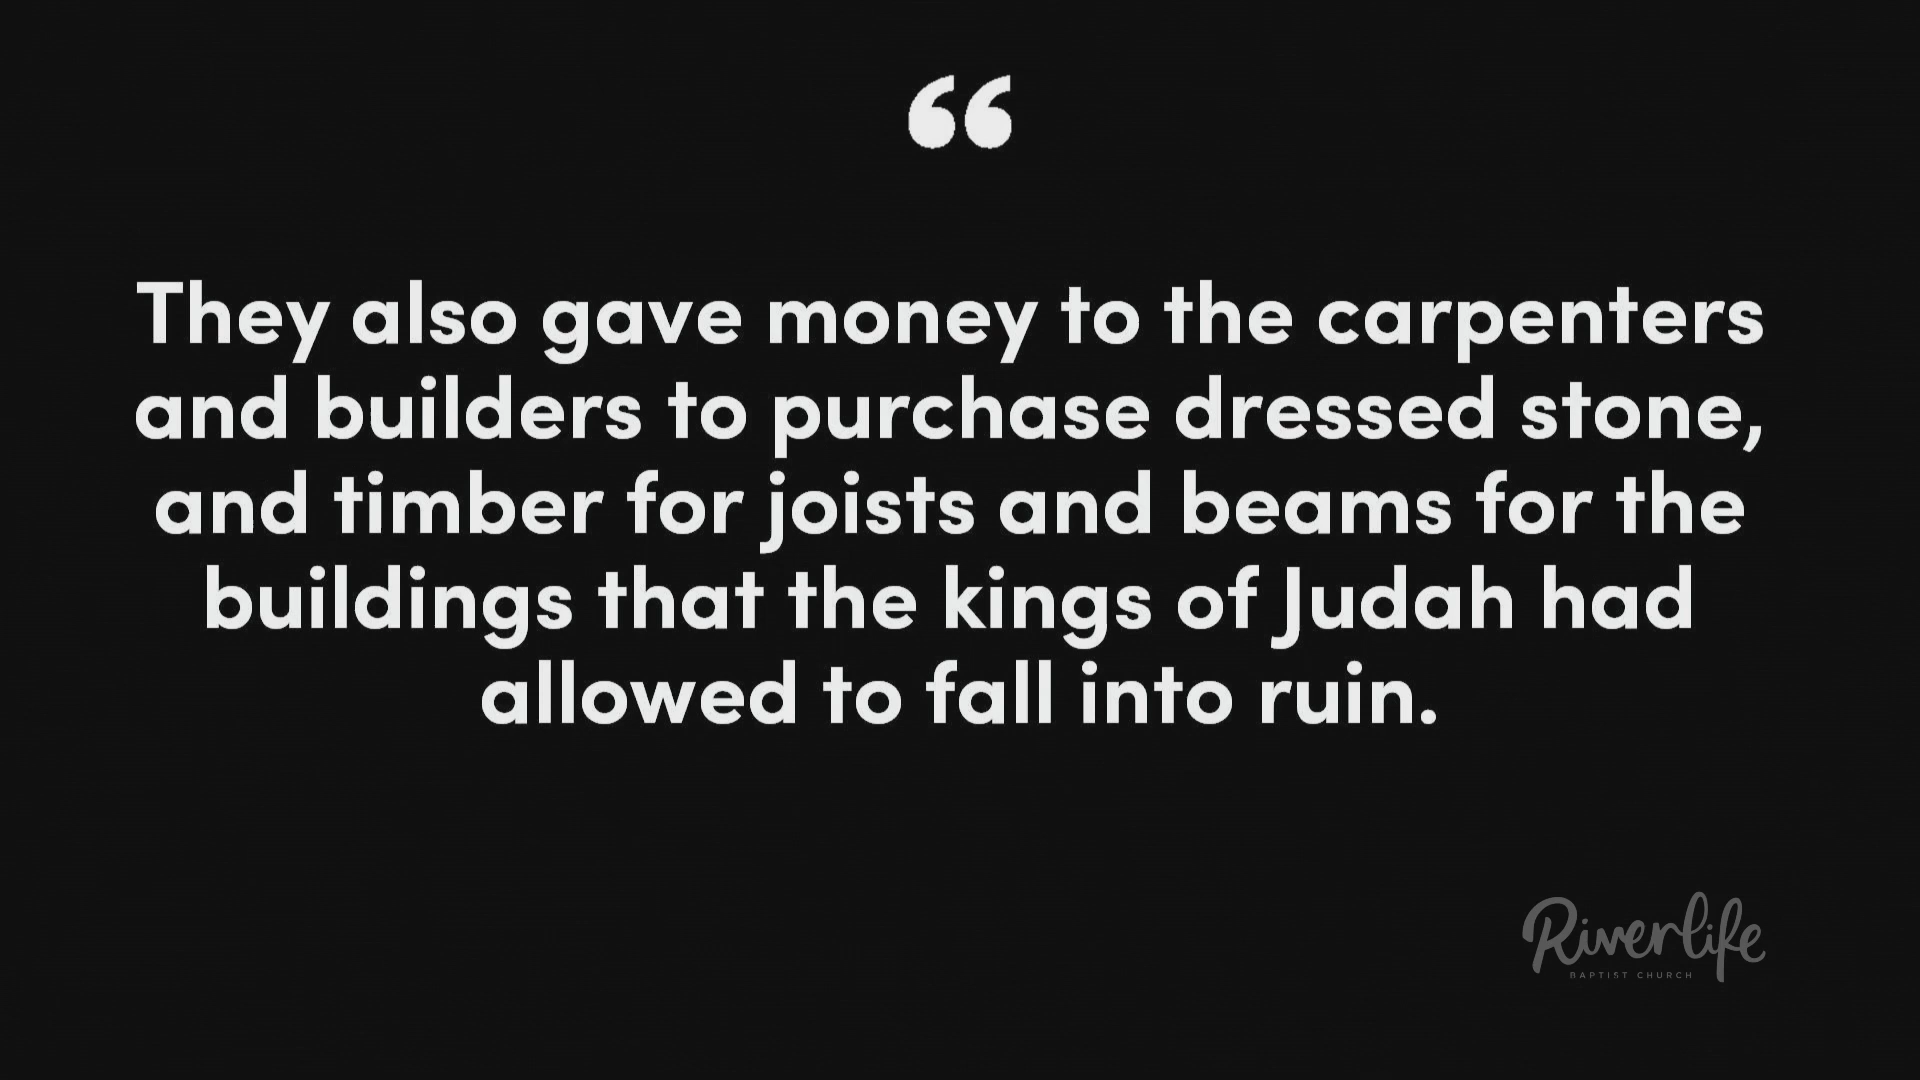 “
They also gave money to the carpenters
and builders to purchase dressed stone,
and timber for joists and beams for the
buildings that the kings of Judah had
allowed to fall into ruin.
Riverlife
BAPTIST CHURCH